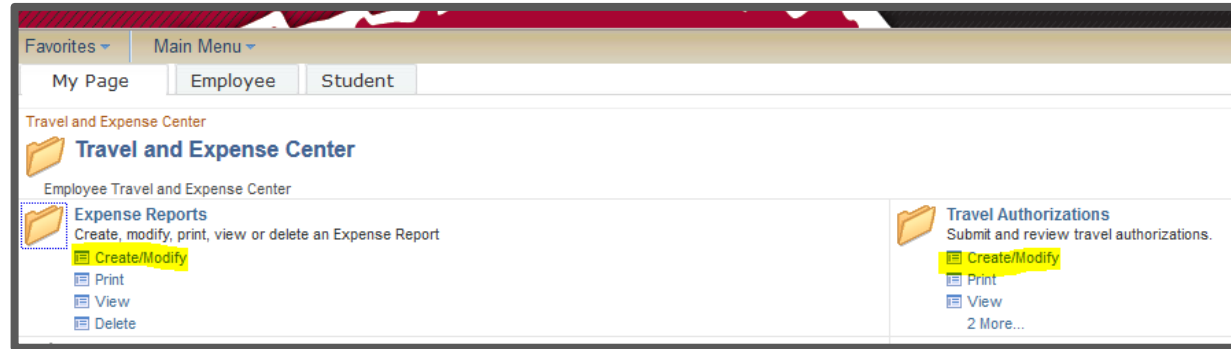 Favorites Main Menu
My Page Employee Student
Travel and Expense Center
Travel and Expense Center
Employee Travel and Expense Center
Expense Reports
Create, modify, print, view or delete an Expense Report
Create/Modify
Print
View
Delete
Travel Authorizations
Submit and review travel authorizations.
Create/Modify
Print
View
2 More...